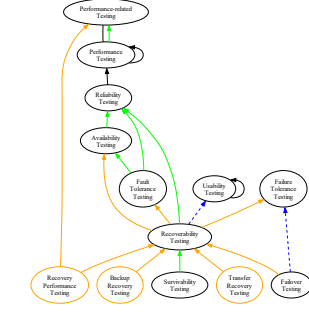 Performance-related
Testing
Performance
Testing
Reliability
Testing
Availability
Testing
Fault
Tolerance
Testing
Usability
Testing
Failure
Tolerance
Testing
Recoverability
Testing
Recovery
Performance
Testing
Backup
Recovery
Testing
Survivability
Testing
Transfer
Recovery
Testing
Failover
Testing